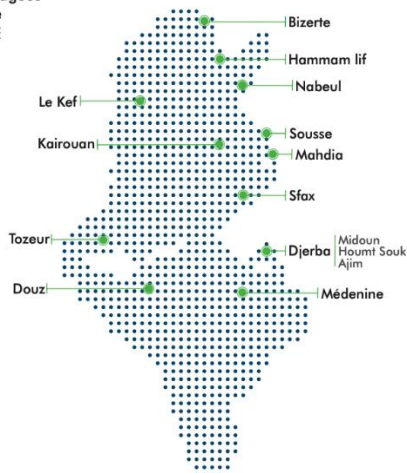 Bizerte
Hammam lif
Nabeul
Le Kef
Sousse
Kairouan
Mahdia
Sfax
Tozeur
Djerba
Midoun
Houmt Souk
Ajim
Douz
Médenine